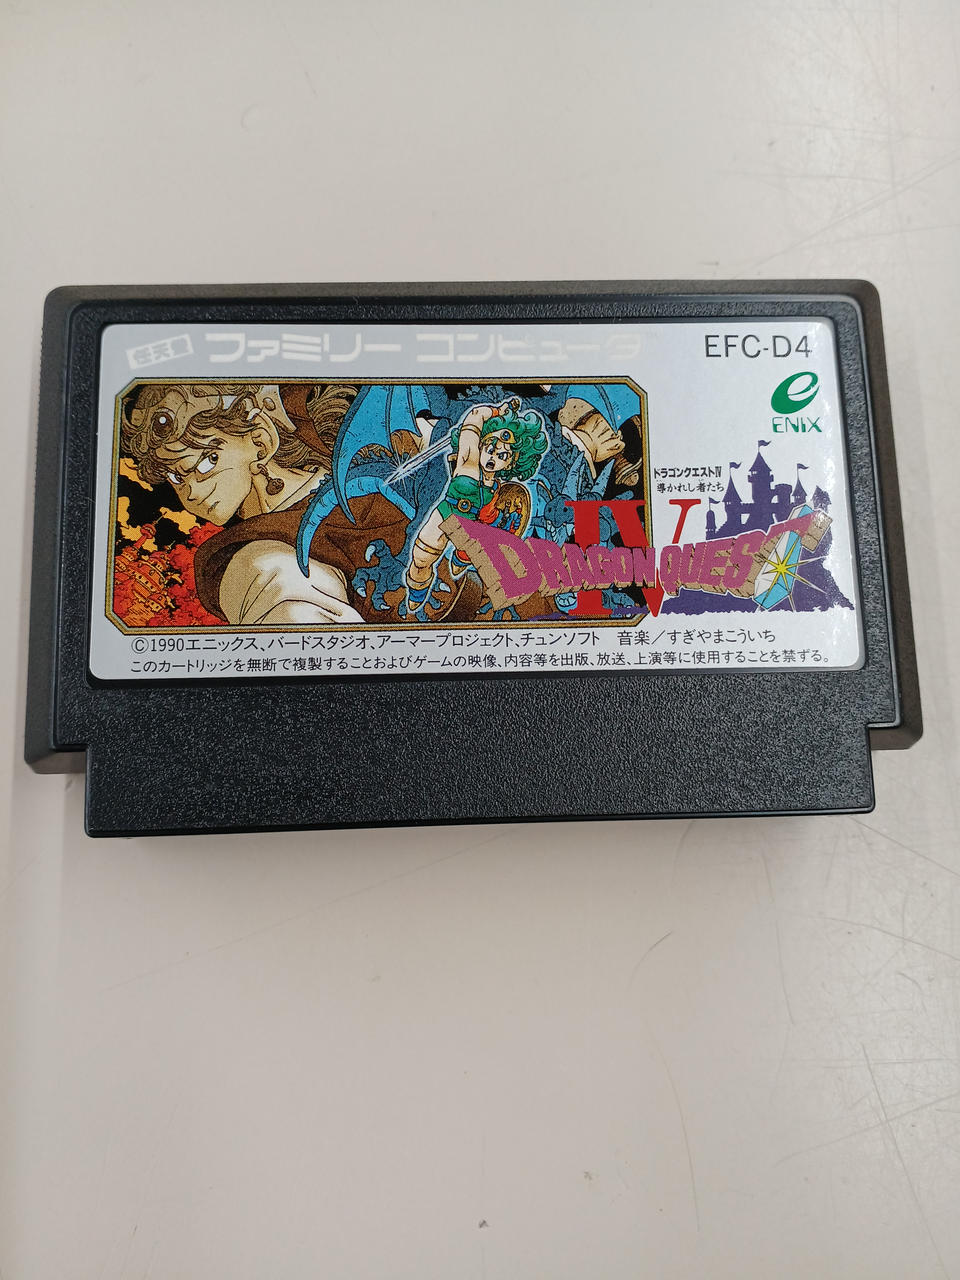 任天堂 ファミリー コンピュータ
EFC-D4
ENIX
ドラゴンクエストIV
導かれし者たち
DRAGON QUEST
IV
©1990エニックス、バードスタジオ、アーマープロジェクト、チュンソフト 音楽／すぎやまこういち
このカートリッジを無断で複製することおよびゲームの映像、内容等を出版、放送、上演等に使用することを禁ずる。